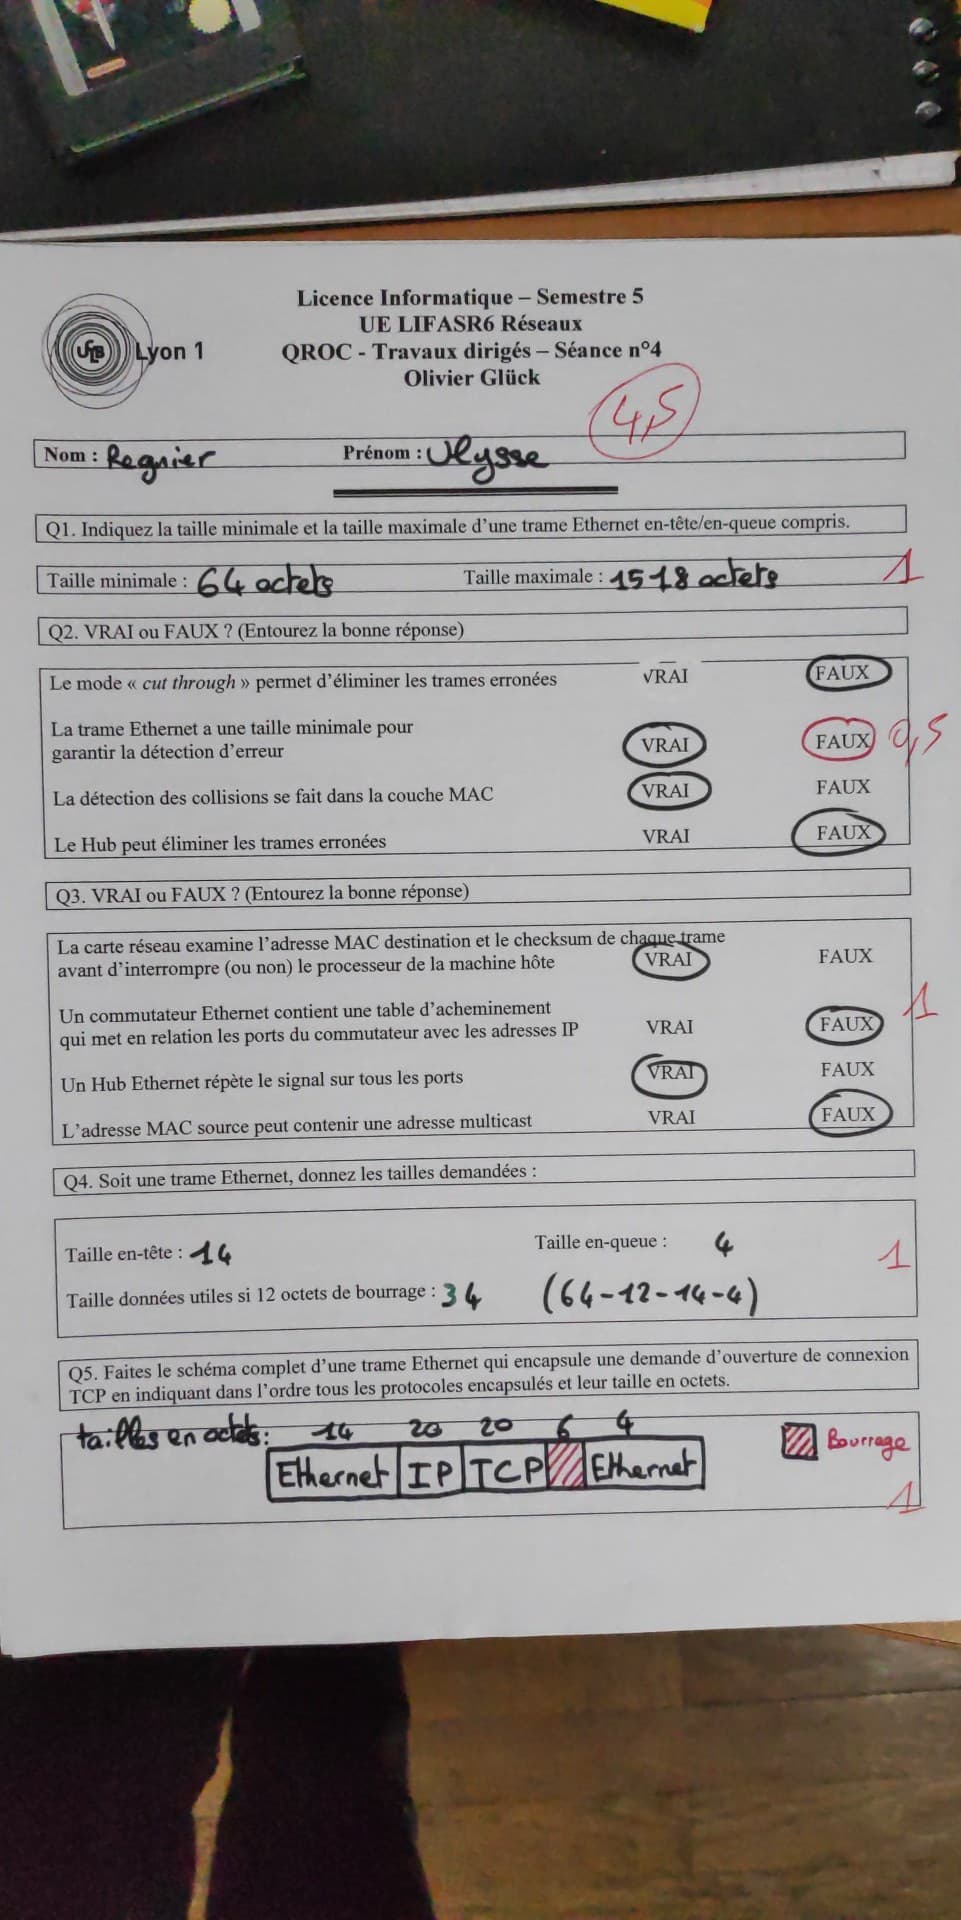 Licence Informatique – Semestre 5
UE LIFASR6 Réseaux
QROC - Travaux dirigés – Séance n°4
Olivier Glück
UCB Lyon 1
4,5
Nom : Regnier Prénom : Ulysse
Q1. Indiquez la taille minimale et la taille maximale d'une trame Ethernet en-tête/en-queue compris.
Taille minimale : 64 octets Taille maximale : 1518 octets 1
Q2. VRAI ou FAUX ? (Entourez la bonne réponse)
Le mode « cut through » permet d'éliminer les trames erronées VRAI FAUX
La trame Ethernet a une taille minimale pour
garantir la détection d'erreur VRAI FAUX 0,5
La détection des collisions se fait dans la couche MAC VRAI FAUX
Le Hub peut éliminer les trames erronées VRAI FAUX
Q3. VRAI ou FAUX ? (Entourez la bonne réponse)
La carte réseau examine l'adresse MAC destination et le checksum de chaque trame
avant d'interrompre (ou non) le processeur de la machine hôte VRAI FAUX
1
Un commutateur Ethernet contient une table d'acheminement
qui met en relation les ports du commutateur avec les adresses IP VRAI FAUX
Un Hub Ethernet répète le signal sur tous les ports VRAI FAUX
L'adresse MAC source peut contenir une adresse multicast VRAI FAUX
Q4. Soit une trame Ethernet, donnez les tailles demandées :
Taille en-tête : 14 Taille en-queue : 4 1
Taille données utiles si 12 octets de bourrage : 34 (64-12-14-4)
Q5. Faites le schéma complet d'une trame Ethernet qui encapsule une demande d'ouverture de connexion
TCP en indiquant dans l'ordre tous les protocoles encapsulés et leur taille en octets.
tailles en octets: 14 20 20 6 4
Ethernet IP TCP Ethernet Bourrage
1